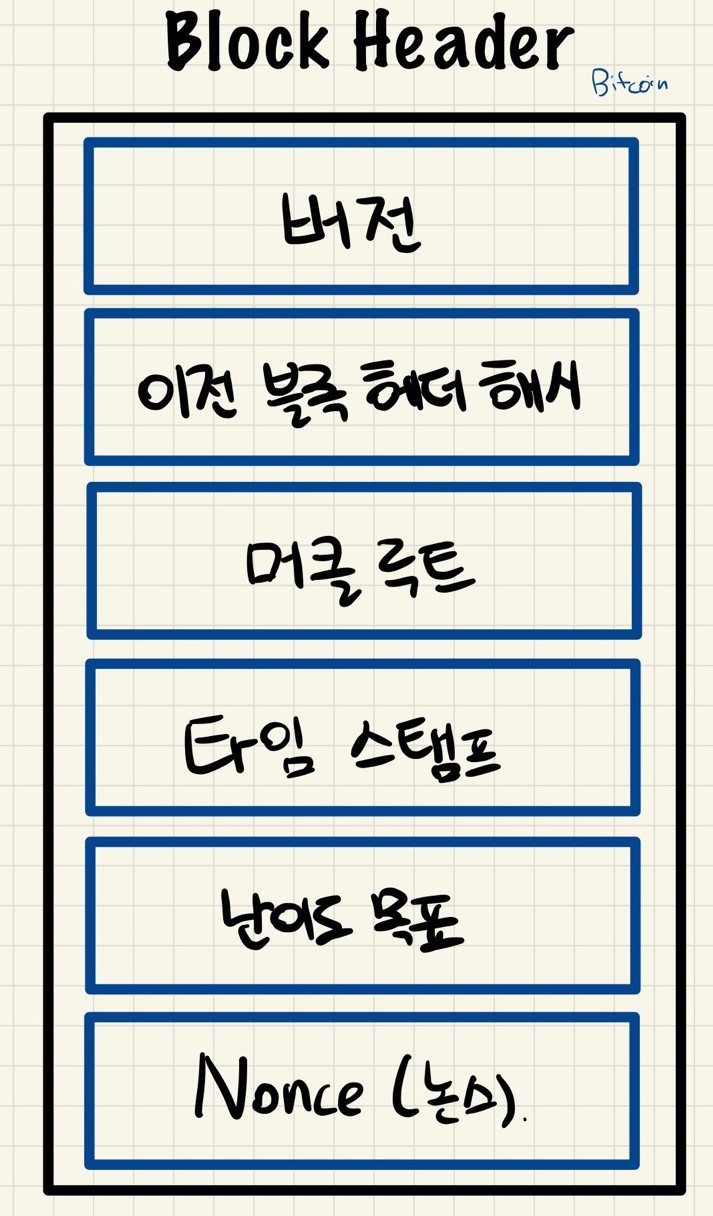 Block Header
Bitcoin
버전
이전 블록 헤더 해시
머클 루트
타임 스탬프
난이도 목표
Nonce (논스).